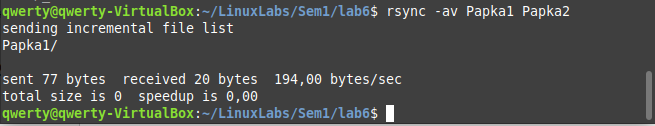 qwerty@qwerty-VirtualBox:~/LinuxLabs/Sem1/lab6$ rsync -av Papka1 Papka2
sending incremental file list
Papka1/

sent 77 bytes  received 20 bytes  194,00 bytes/sec
total size is 0  speedup is 0,00
qwerty@qwerty-VirtualBox:~/LinuxLabs/Sem1/lab6$